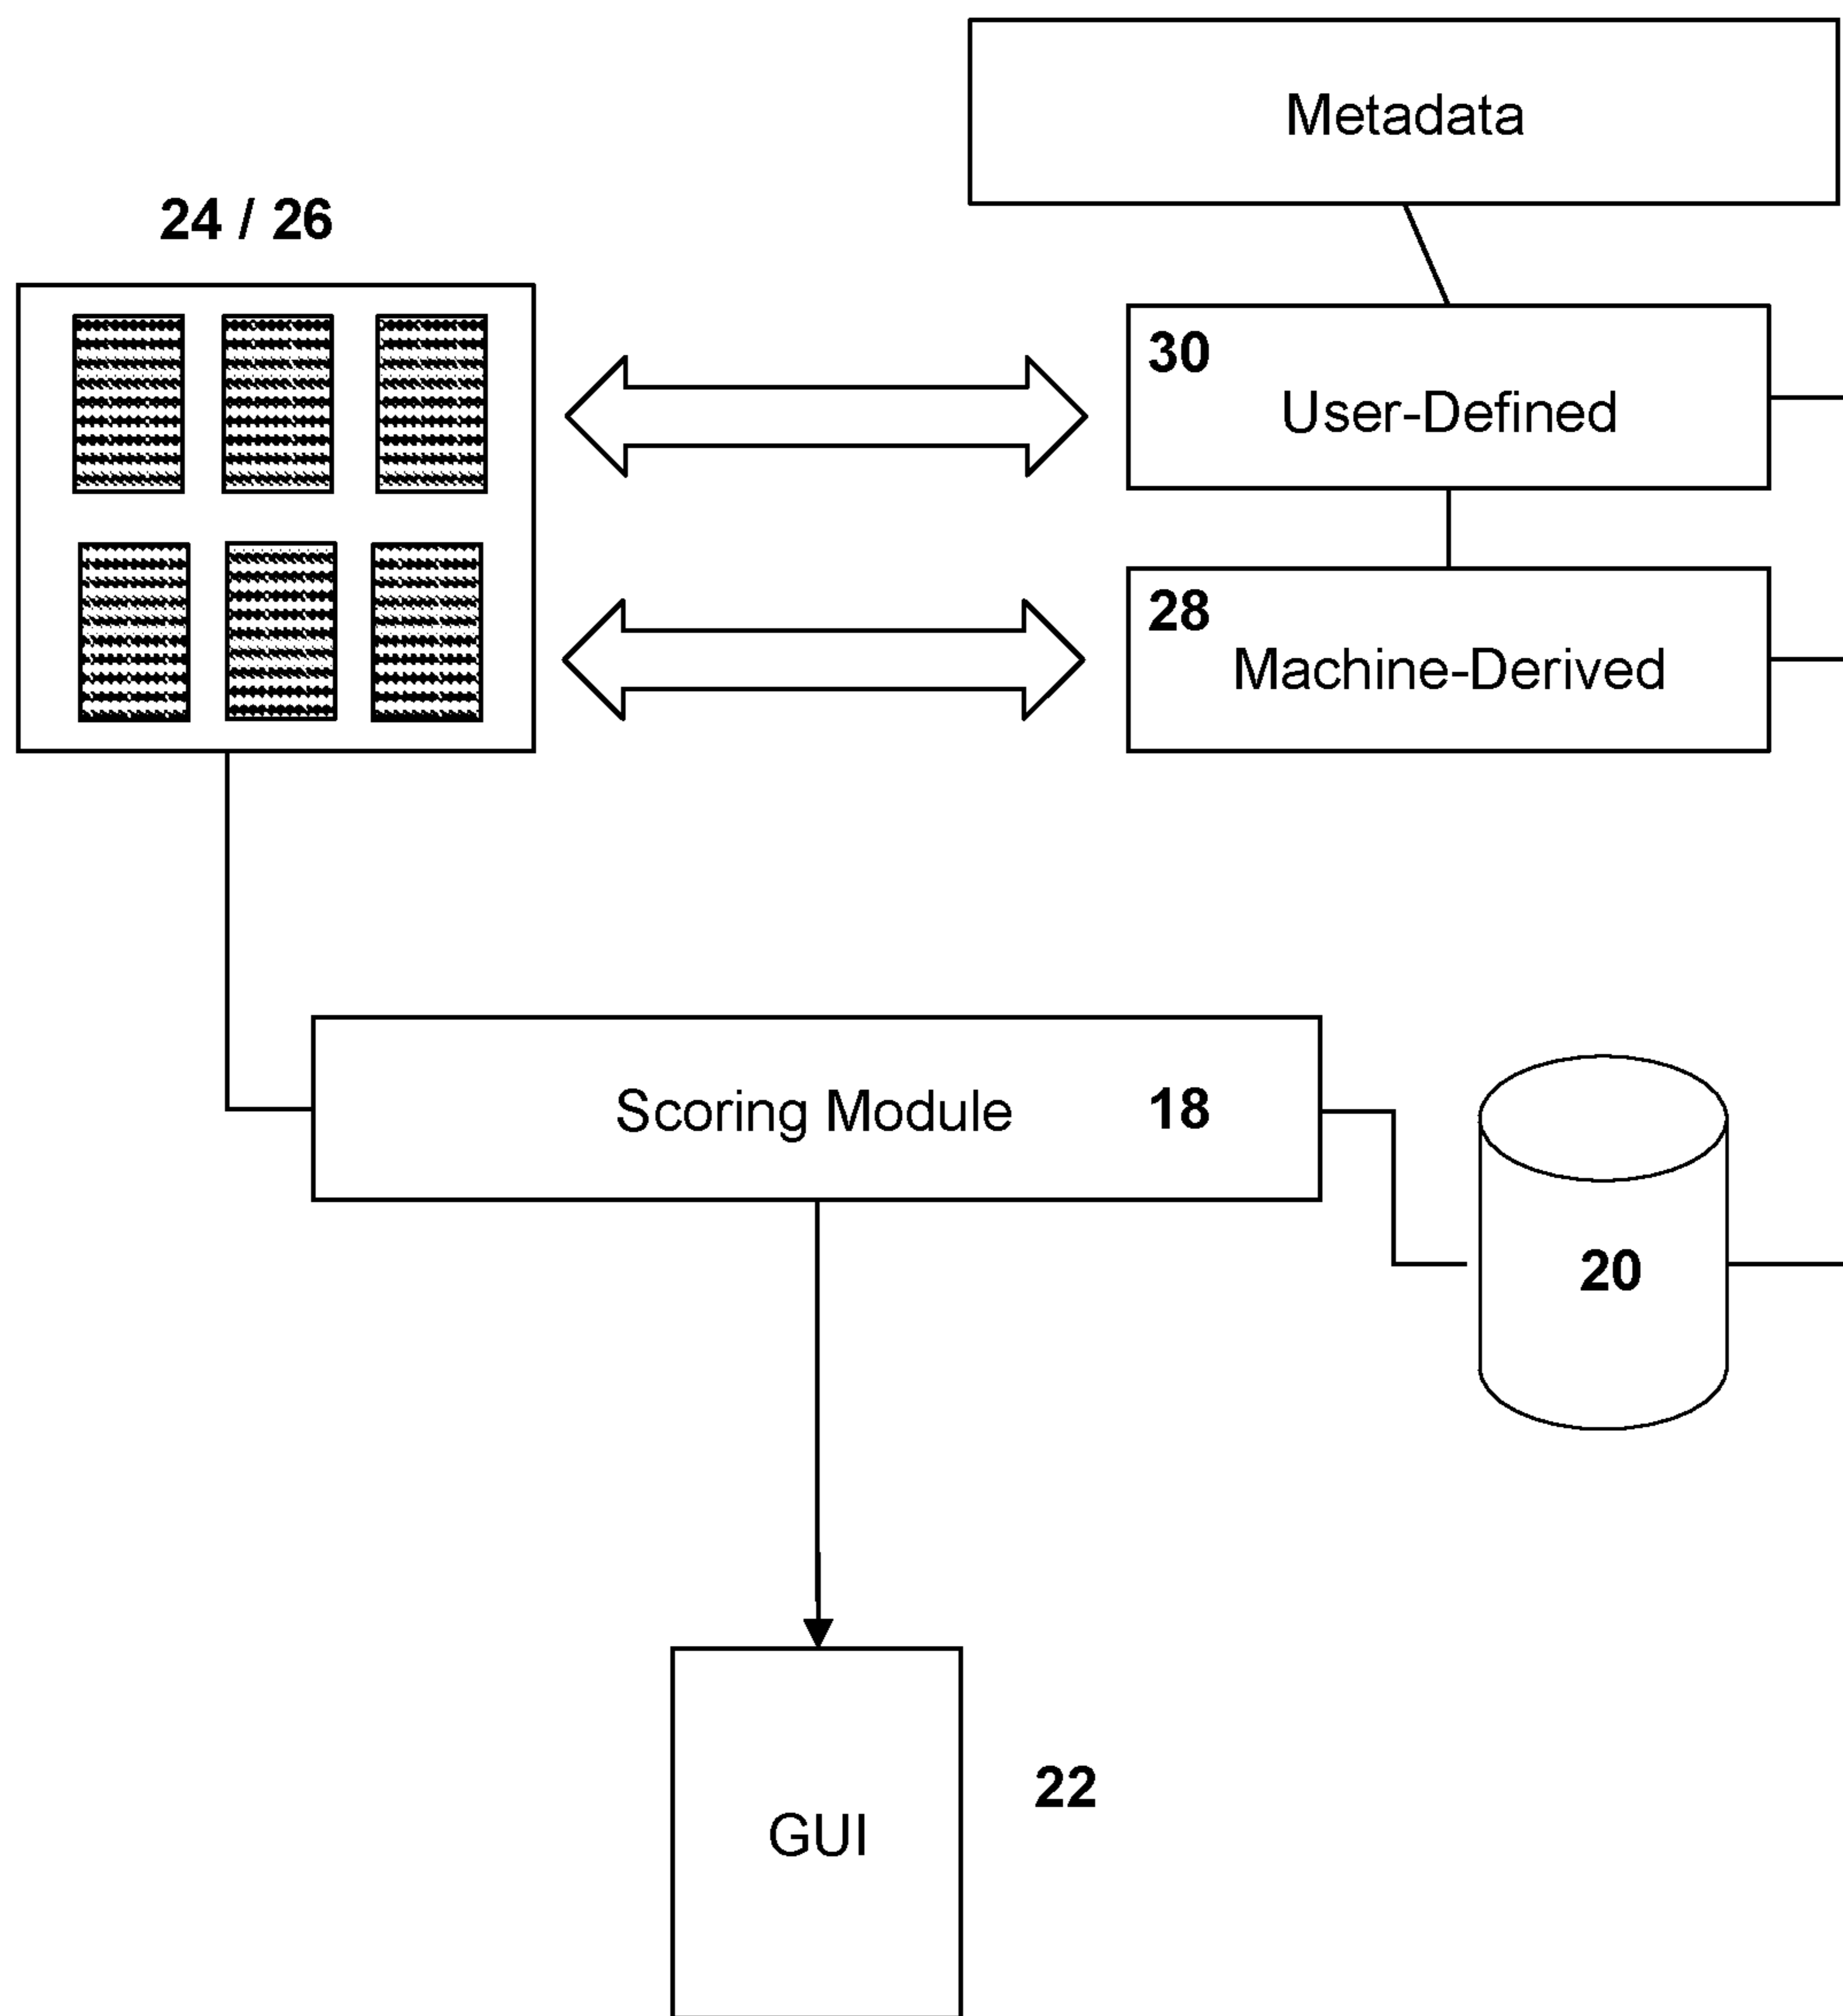 Metadata
24 / 26
30
User-Defined
28
Machine-Derived
Scoring Module 18
20
22
GUI